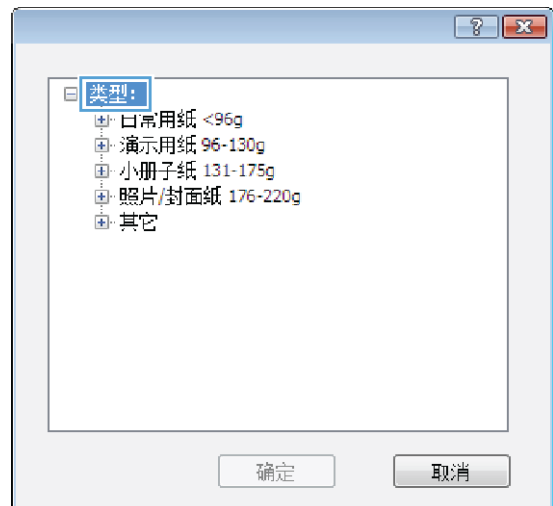 类型:
日常用纸 <96g
演示用纸 96-130g
小册子纸 131-175g
照片/封面纸 176-220g
其它
确定
取消